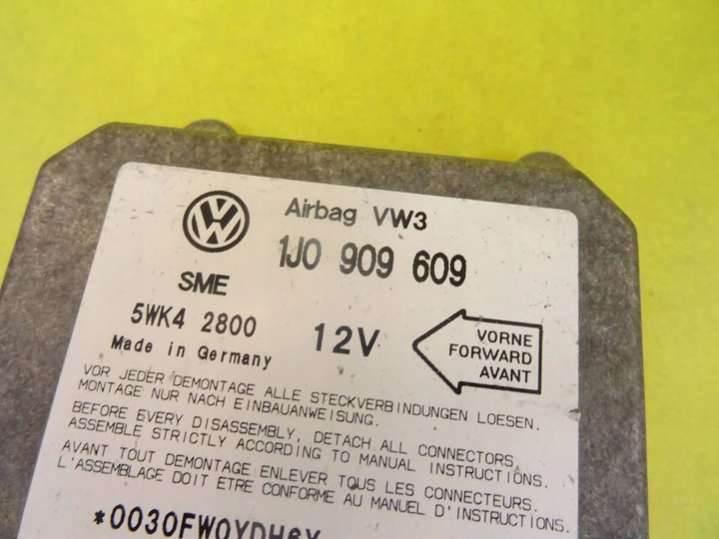 Airbag VW3
1J0 909 609
SME
5WK4 2800
Made in Germany
12V
VORNE
FORWARD
AVANT
VOR JEDER DEMONTAGE ALLE STECKVERBINDUNGEN LOESEN.
MONTAGE NUR NACH EINBAUANWEISUNG.
BEFORE EVERY DISASSEMBLY, DETACH ALL CONNECTORS,
ASSEMBLE STRICTLY ACCORDING TO MANUAL INSTRUCTIONS.
AVANT TOUT DEMONTAGE ENLEVER TOUS LES CONNECTEURS.
L'ASSEMBLAGE DOIT ETRE CONFORME AU MANUEL D'INSTRUCTIONS.